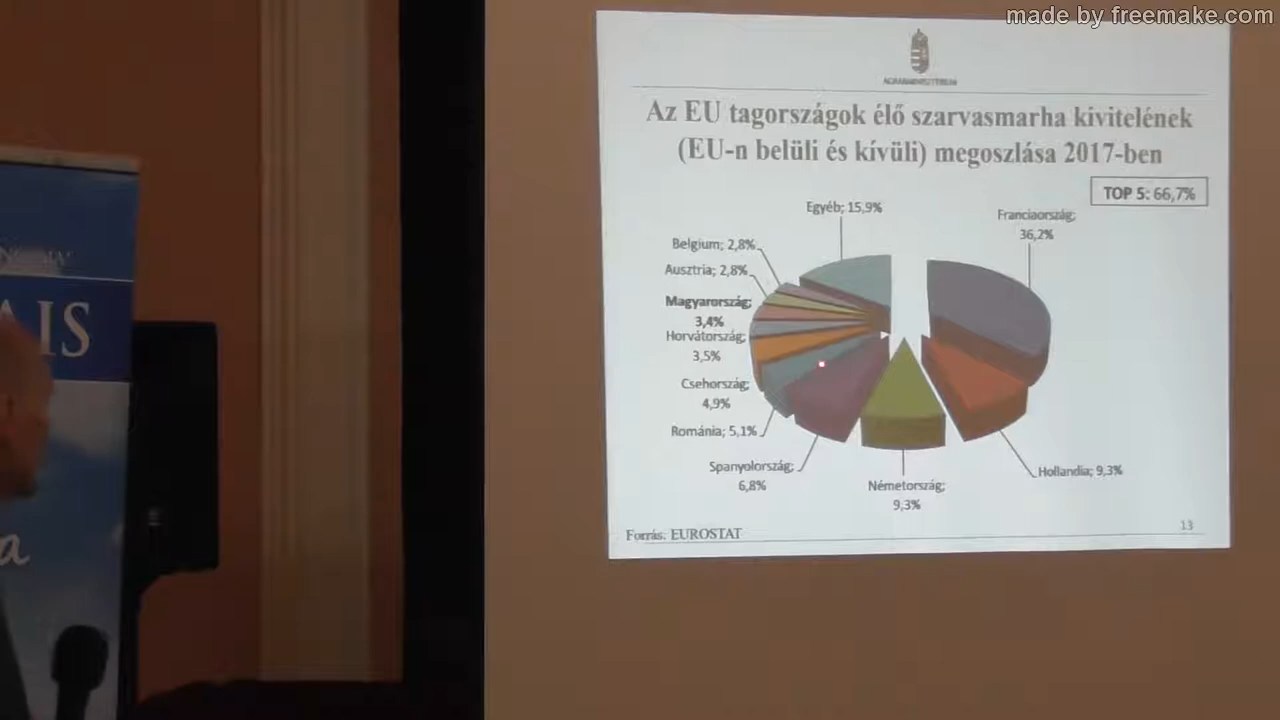 made by freemake.com
AGRÁRMINISZTÉRIUM
Az EU tagországok élő szarvasmarha kivitelének
(EU-n belüli és kívüli) megoszlása 2017-ben
TOP 5: 66,7%
Egyéb; 15,9%
Franciaország;
36,2%
Belgium; 2,8%
Ausztria; 2,8%
Magyarország;
3,4%
Horvátország;
3,5%
Csehország;
4,9%
Románia; 5,1%
Spanyolország;
6,8%
Németország;
9,3%
Hollandia; 9,3%
Forrás: EUROSTAT
13
AIS
a